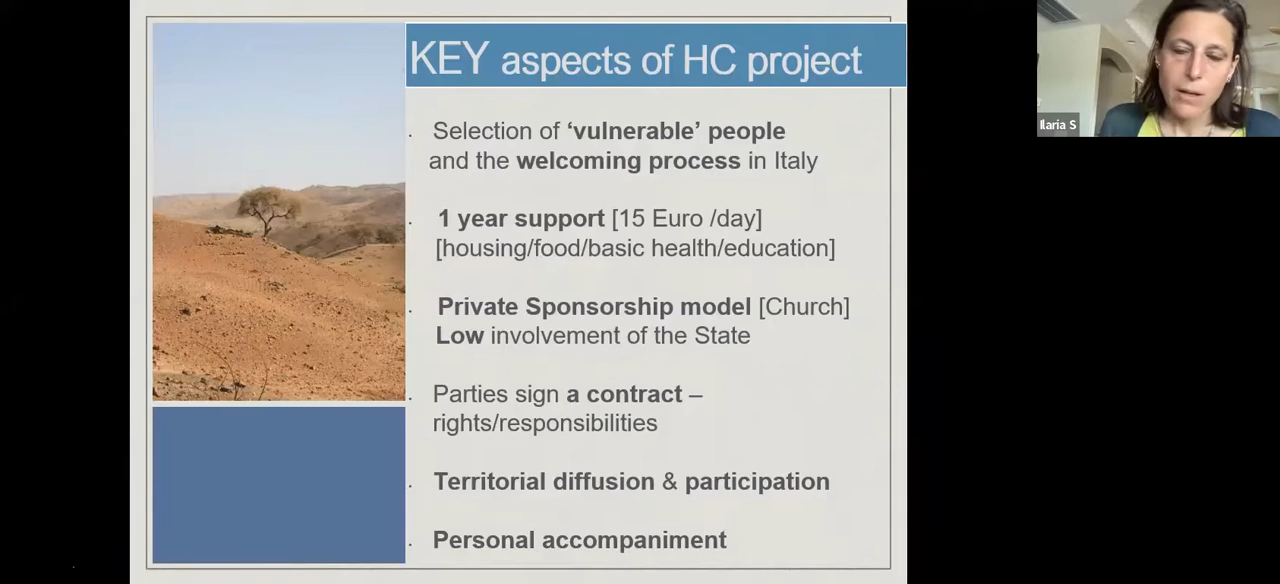 KEY aspects of HC project
Selection of ‘vulnerable’ people
and the welcoming process in Italy
1 year support [15 Euro /day]
[housing/food/basic health/education]
Private Sponsorship model [Church]
Low involvement of the State
Parties sign a contract –
rights/responsibilities
Territorial diffusion & participation
Personal accompaniment
Ilaria S